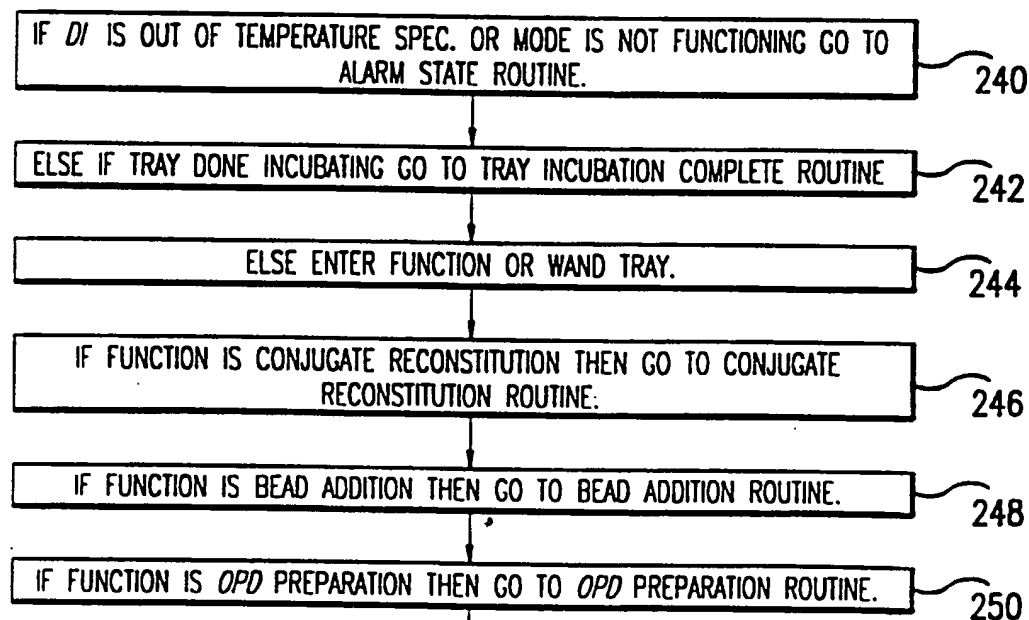 IF DI IS OUT OF TEMPERATURE SPEC. OR MODE IS NOT FUNCTIONING GO TO
ALARM STATE ROUTINE.
240
ELSE IF TRAY DONE INCUBATING GO TO TRAY INCUBATION COMPLETE ROUTINE
242
ELSE ENTER FUNCTION OR WAND TRAY.
244
IF FUNCTION IS CONJUGATE RECONSTITUTION THEN GO TO CONJUGATE
RECONSTITUTION ROUTINE.
246
IF FUNCTION IS BEAD ADDITION THEN GO TO BEAD ADDITION ROUTINE.
248
IF FUNCTION IS OPD PREPARATION THEN GO TO OPD PREPARATION ROUTINE.
250